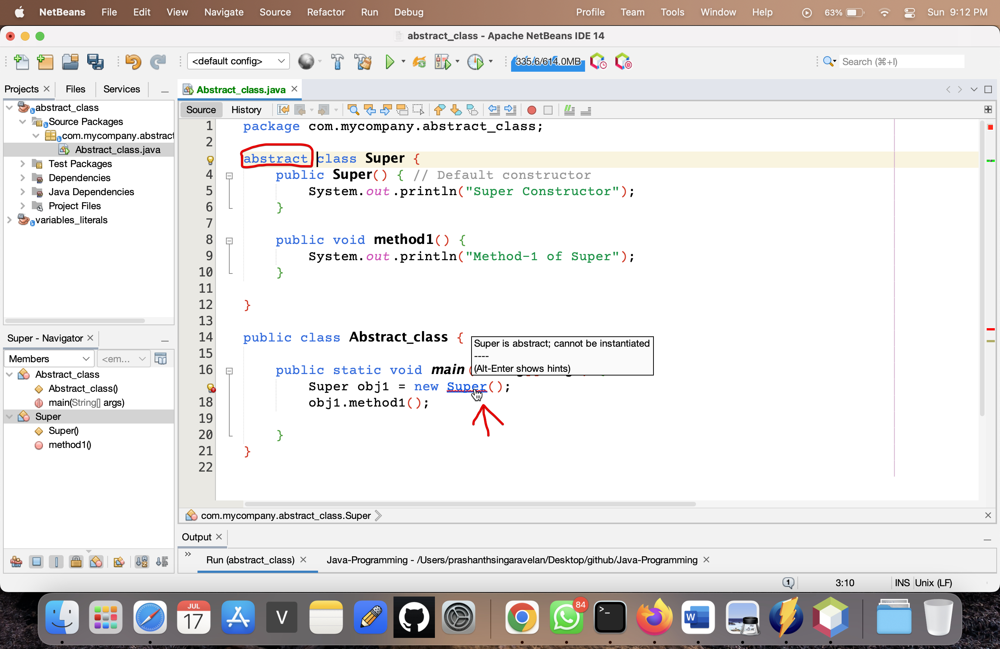 NetBeans File Edit View Navigate Source Refactor Run Debug Profile Team Tools Window Help 63% Sun 9:12 PM
abstract_class - Apache NetBeans IDE 14
<default config> 335.6/614.0MB Search (⌘+I)
Projects Files Services
abstract_class
Source Packages
com.mycompany.abstract
Abstract_class.java
Test Packages
Dependencies
Java Dependencies
Project Files
variables_literals
Super - Navigator
Members <em...
Abstract_class
Abstract_class()
main(String[] args)
Super
Super()
method1()
Abstract_class.java
Source History
1 package com.mycompany.abstract_class;
2
abstract class Super {
4 public Super() { // Default constructor
5 System.out.println("Super Constructor");
6 }
7
8 public void method1() {
9 System.out.println("Method-1 of Super");
10 }
11
12 }
13
14 public class Abstract_class {
15
16 public static void main
Super obj1 = new Super();
18 obj1.method1();
19
20 }
21 }
22
Super is abstract; cannot be instantiated
----
(Alt-Enter shows hints)
com.mycompany.abstract_class.Super
Output
Run (abstract_class) Java-Programming - /Users/prashanthsingaravelan/Desktop/github/Java-Programming
1 3:10 INS Unix (LF)
JUL
17
V
84
>_
W